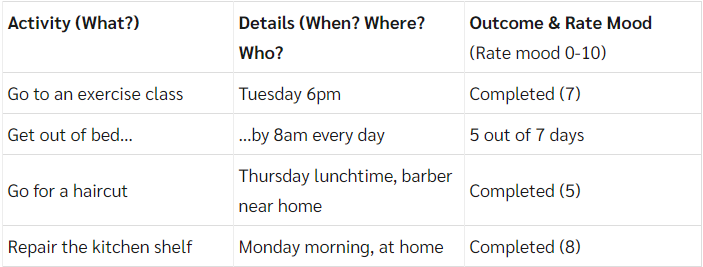 Activity (What?) Details (When? Where? Outcome & Rate Mood
Who? (Rate mood 0-10)
Go to an exercise class Tuesday 6pm Completed (7)
Get out of bed... ...by 8am every day 5 out of 7 days
Go for a haircut Thursday lunchtime, barber near home Completed (5)
Repair the kitchen shelf Monday morning, at home Completed (8)